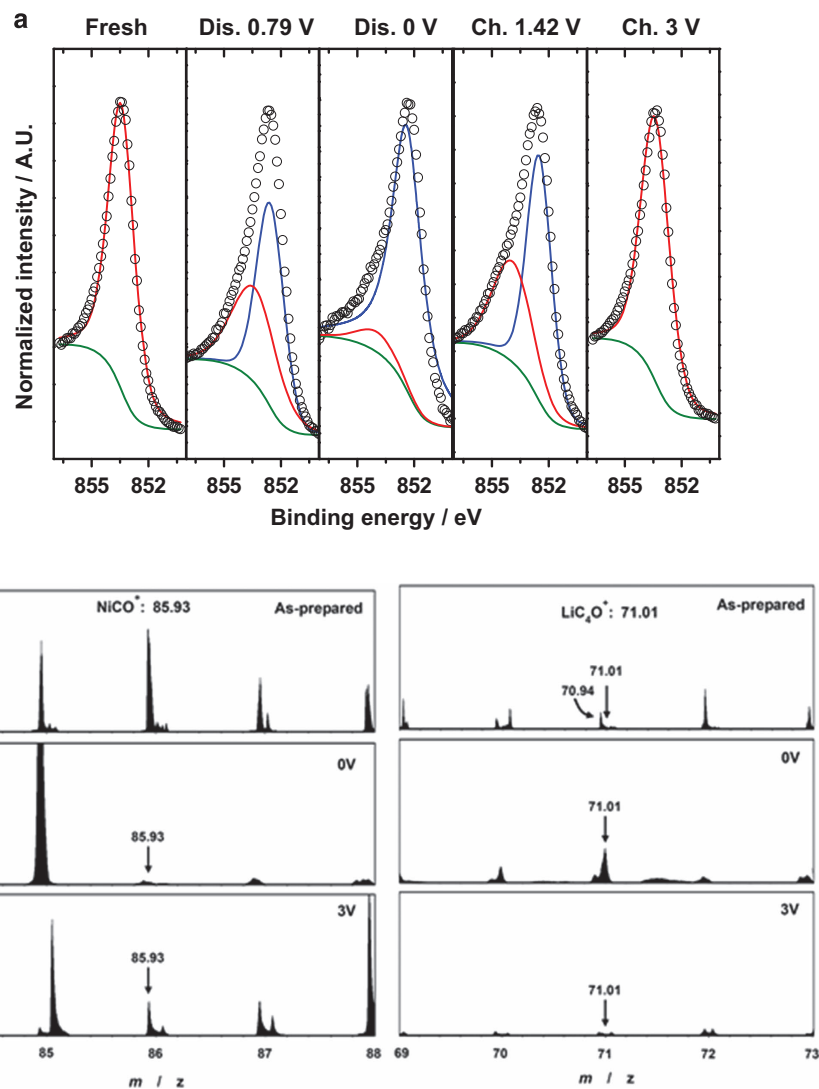 a
Fresh Dis. 0.79 V Dis. 0 V Ch. 1.42 V Ch. 3 V
Normalized intensity / A.U.
855 852 855 852 855 852 855 852 855 852
Binding energy / eV
NiCO⁺: 85.93 As-prepared
0V
85.93
3V
85.93
85 86 87 88
m / z
As-prepared
LiC₄O⁺: 71.01
71.01
70.94
0V
71.01
3V
71.01
69 70 71 72 73
m / z